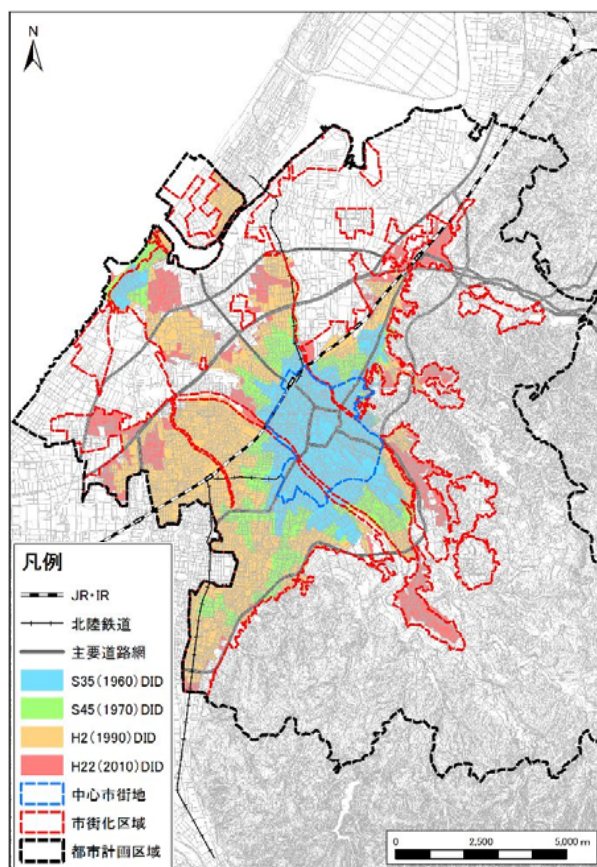 N
凡例
JR・IR
北陸鉄道
主要道路網
S35(1960)DID
S45(1970)DID
H2(1990)DID
H22(2010)DID
中心市街地
市街化区域
都市計画区域
0 2,500 5,000 m